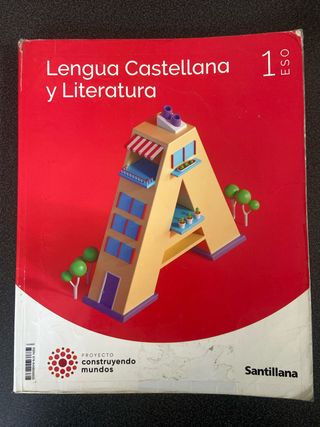 Lengua Castellana
y Literatura
1 ESO
PROYECTO
construyendo
mundos
Santillana